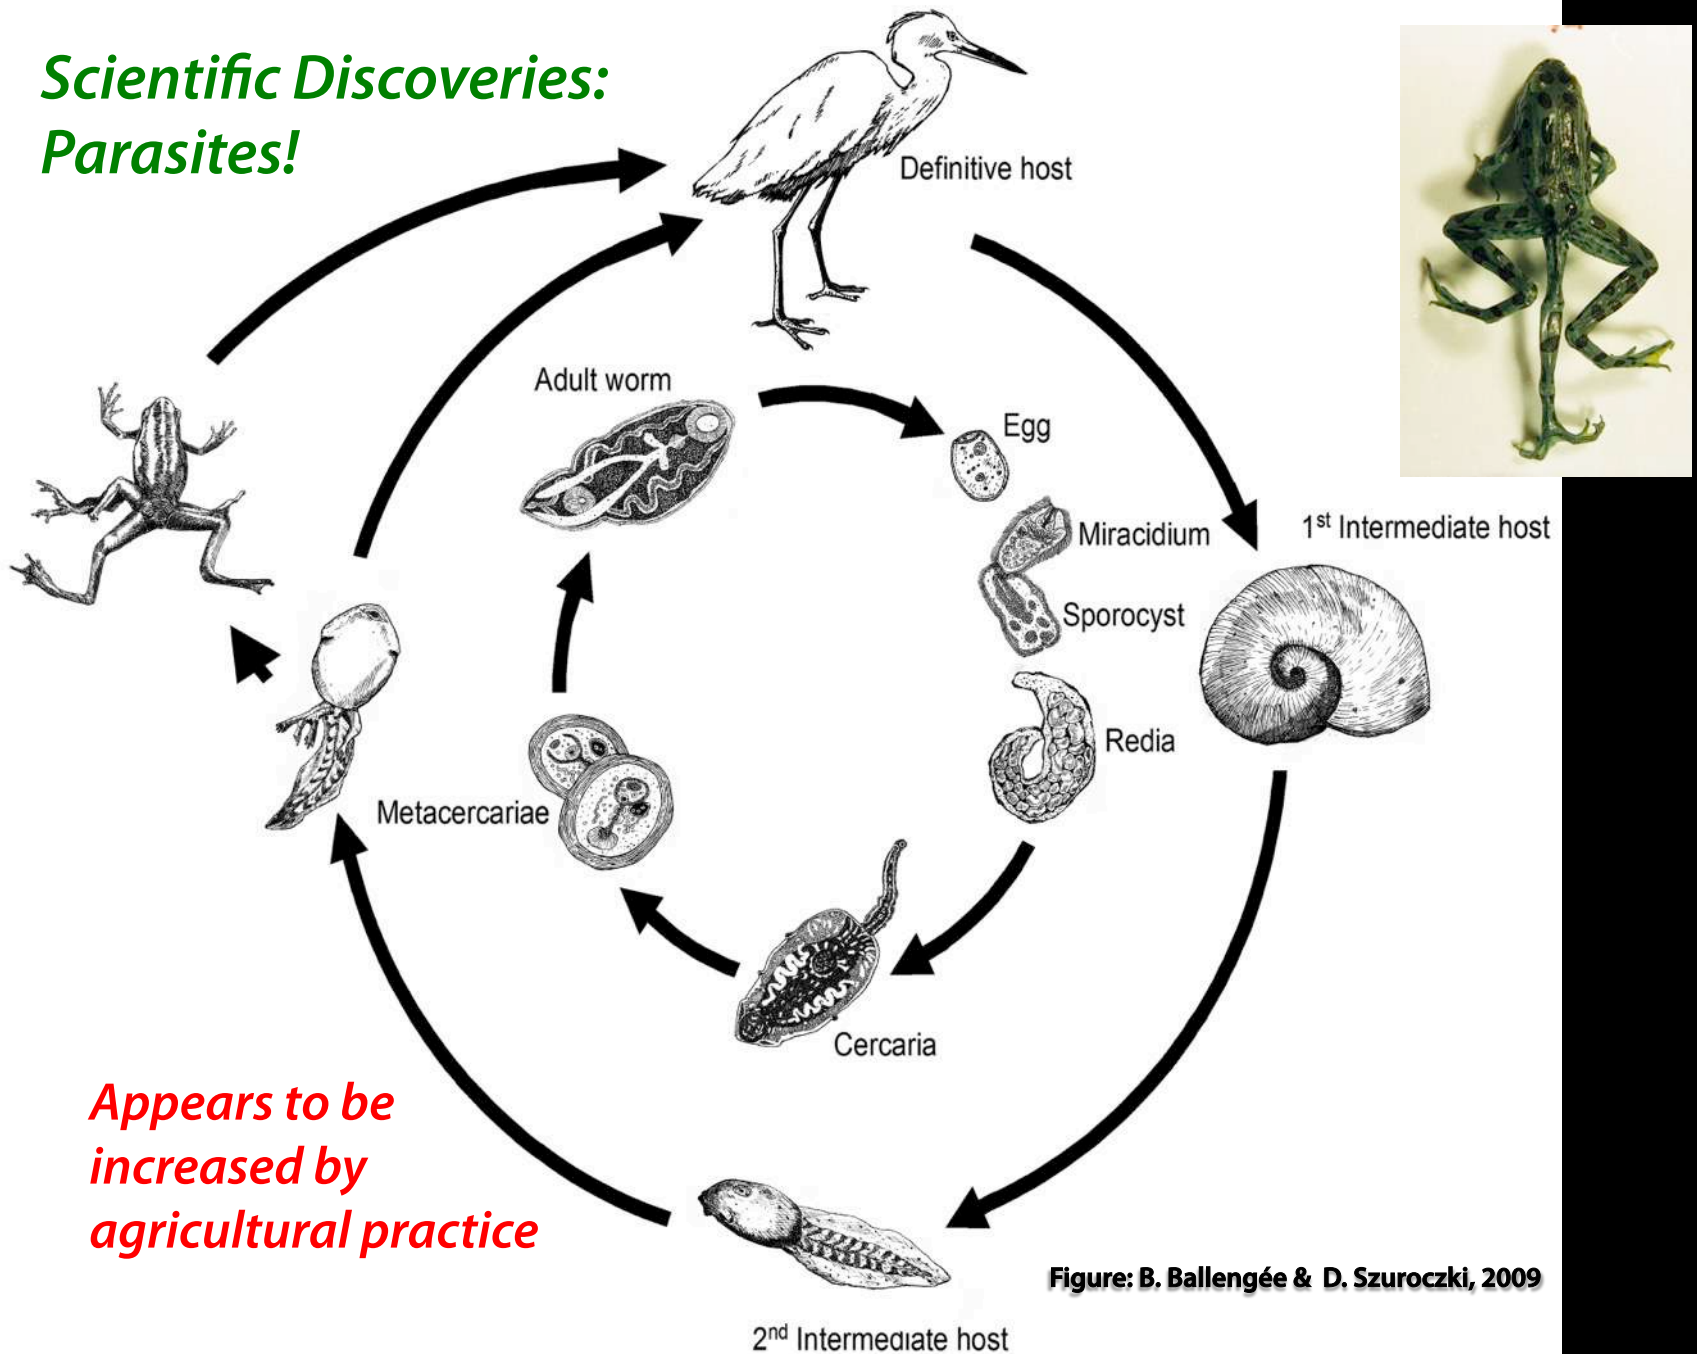 Scientific Discoveries:
Parasites!
Definitive host
Adult worm
Egg
Miracidium
1st Intermediate host
Sporocyst
Redia
Metacercariae
Cercaria
Appears to be
increased by
agricultural practice
Figure: B. Ballengée & D. Szuroczki, 2009
2nd Intermediate host